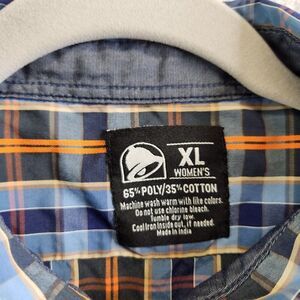 XL
WOMEN'S
65% POLY/35% COTTON
Machine wash warm with like colors.
Do not use chlorine bleach.
Tumble dry low.
Cool Iron inside out, if needed.
Made in India